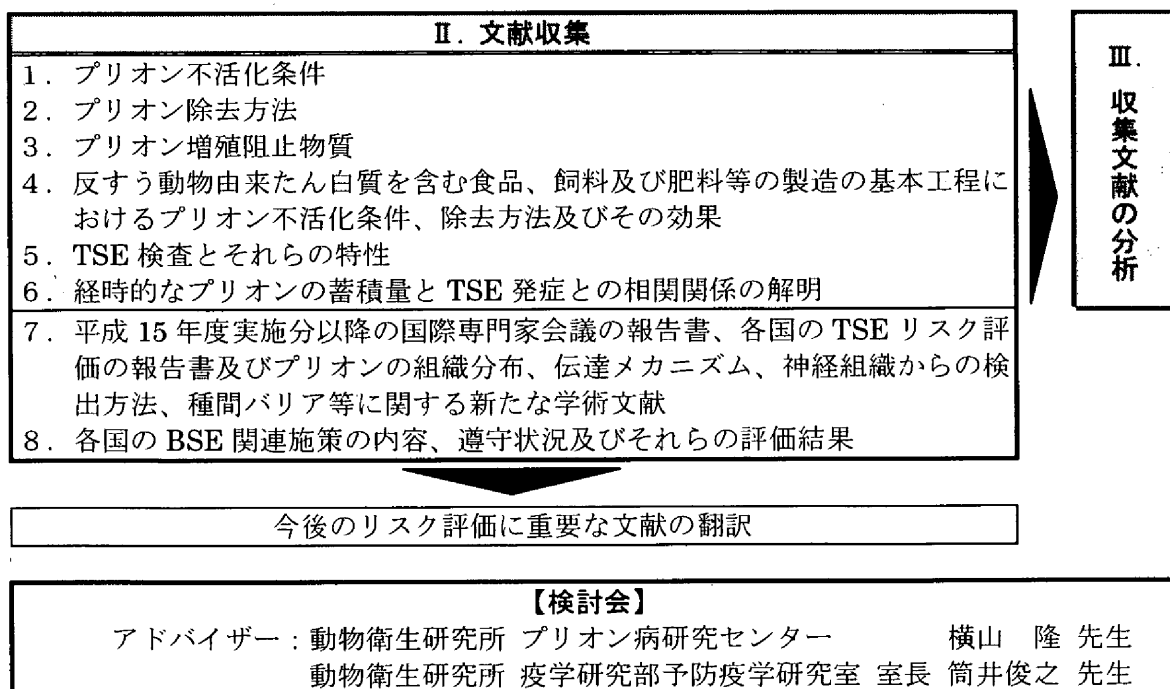 Ⅱ．文献収集
1．プリオン不活化条件
2．プリオン除去方法
3．プリオン増殖阻止物質
4．反すう動物由来たん白質を含む食品、飼料及び肥料等の製造の基本工程に
おけるプリオン不活化条件、除去方法及びその効果
5．TSE 検査とそれらの特性
6．経時的なプリオンの蓄積量と TSE 発症との相関関係の解明
7．平成 15 年度実施分以降の国際専門家会議の報告書、各国の TSE リスク評
価の報告書及びプリオンの組織分布、伝達メカニズム、神経組織からの検
出方法、種間バリア等に関する新たな学術文献
8．各国の BSE 関連施策の内容、遵守状況及びそれらの評価結果
Ⅲ．収集文献の分析
今後のリスク評価に重要な文献の翻訳
【検討会】
アドバイザー：動物衛生研究所 プリオン病研究センター 横山 隆 先生
動物衛生研究所 疫学研究部予防疫学研究室 室長 筒井俊之 先生